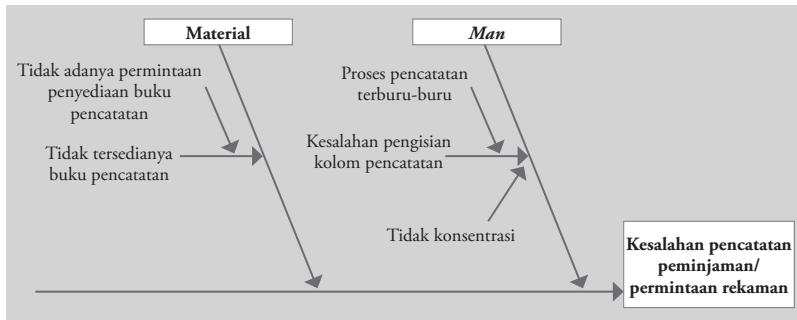 Material
Man
Tidak adanya permintaan
penyediaan buku
pencatatan
Tidak tersedianya
buku pencatatan
Proses pencatatan
terburu-buru
Kesalahan pengisian
kolom pencatatan
Tidak konsentrasi
Kesalahan pencatatan
peminjaman/
permintaan rekaman